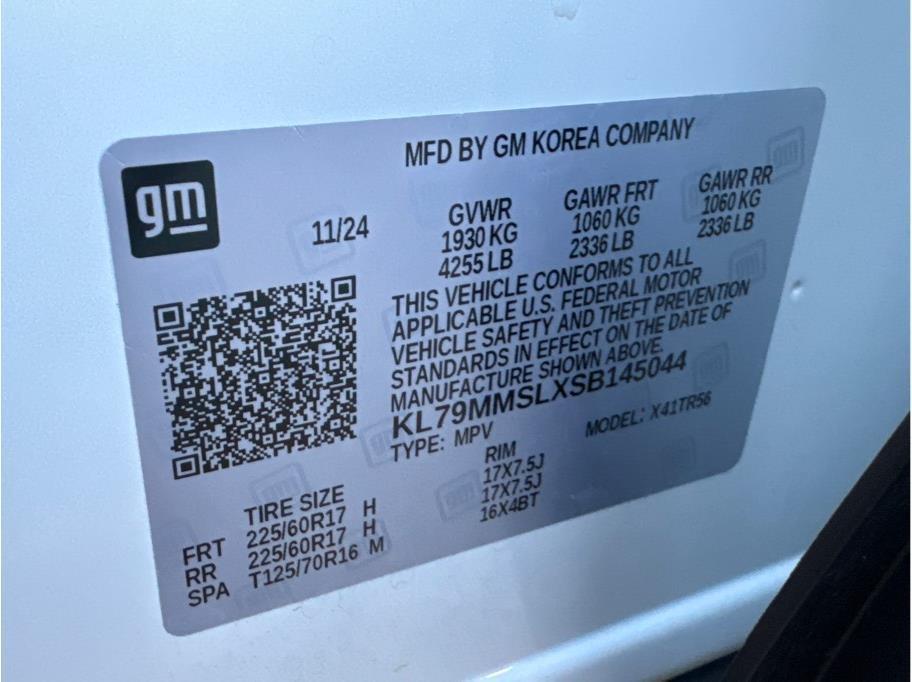 MFD BY GM KOREA COMPANY
gm
11/24
GVWR
1930 KG
4255 LB
GAWR FRT
1060 KG
2336 LB
GAWR RR
1060 KG
2336 LB
THIS VEHICLE CONFORMS TO ALL
APPLICABLE U.S. FEDERAL MOTOR
VEHICLE SAFETY AND THEFT PREVENTION
STANDARDS IN EFFECT ON THE DATE OF
MANUFACTURE SHOWN ABOVE.
KL79MMSLXSB145044
TYPE: MPV MODEL: X41TR56
TIRE SIZE RIM
FRT 225/60R17 H 17X7.5J
RR 225/60R17 H 17X7.5J
SPA T125/70R16 M 16X4BT